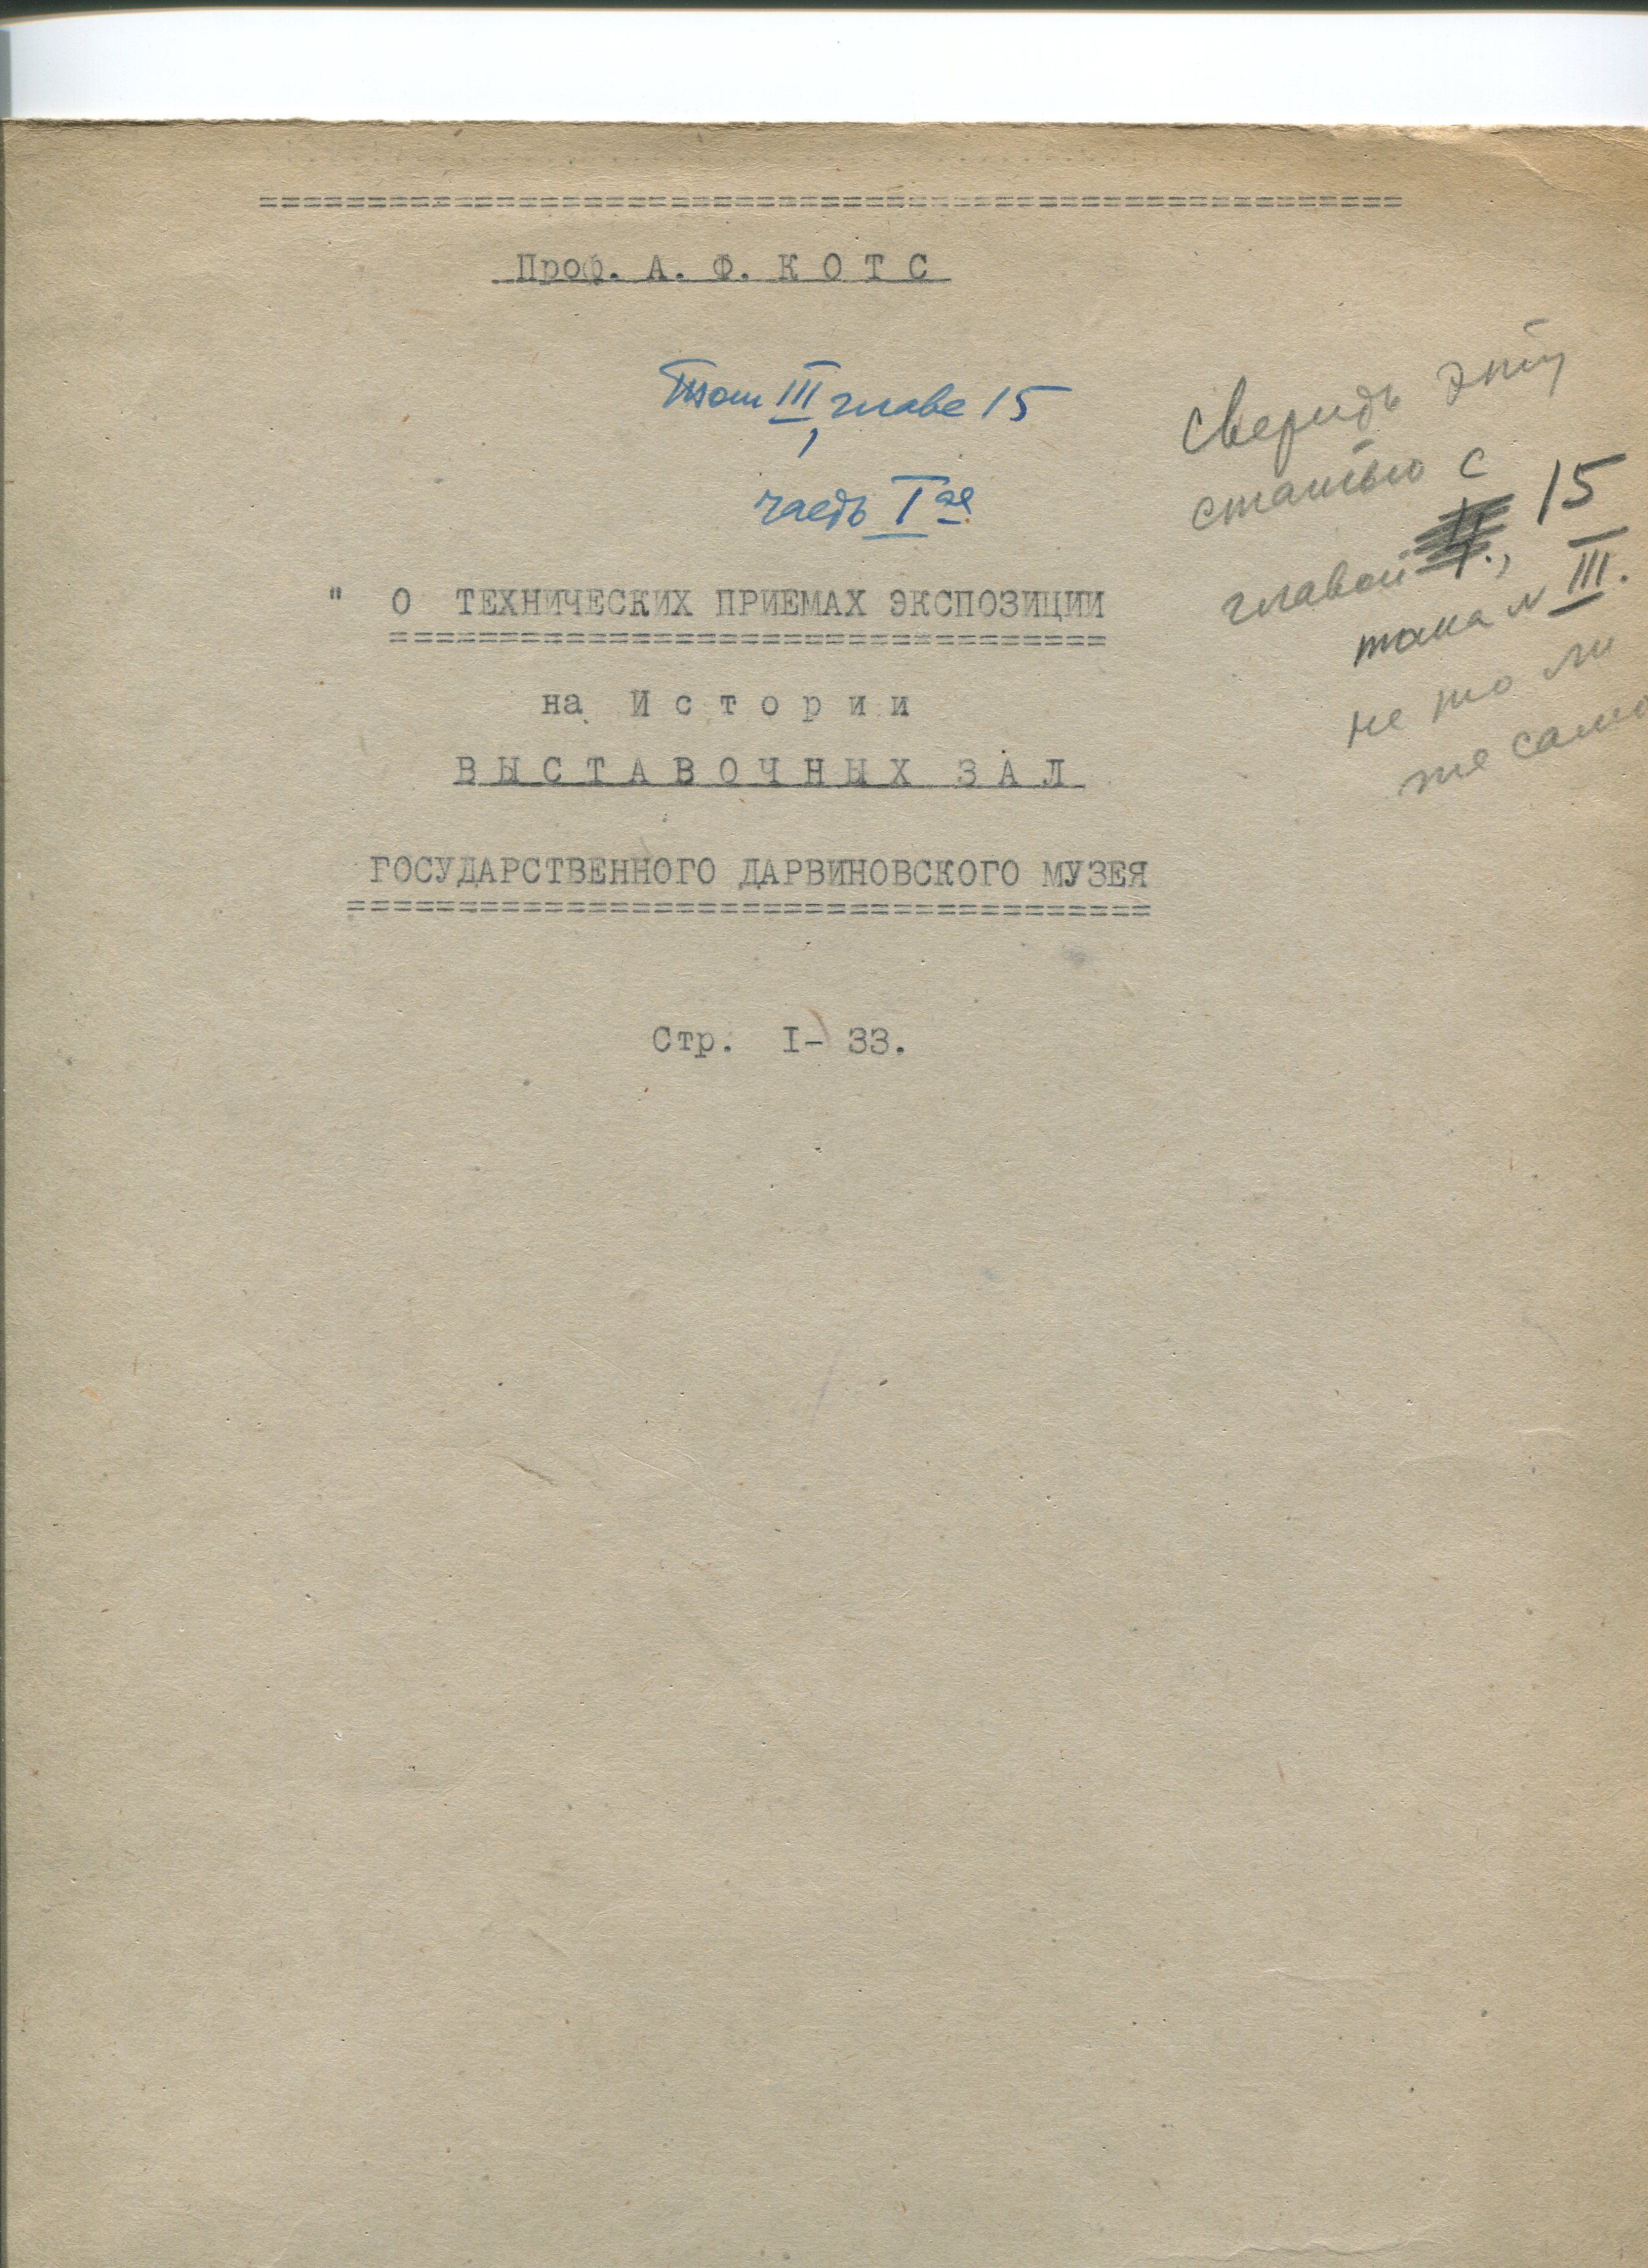 Проф. А. Ф. К О Т С
Том III, глава 15
часть I ая
" О ТЕХНИЧЕСКИХ ПРИЕМАХ ЭКСПОЗИЦИИ
на И с т о р и и
В Ы С Т А В О Ч Н Ы Х З А Л
ГОСУДАРСТВЕННОГО ДАРВИНОВСКОГО МУЗЕЯ
Стр. I- 33.
Сверить эту
статью с
главой 15
тома III.
не то ли
же само